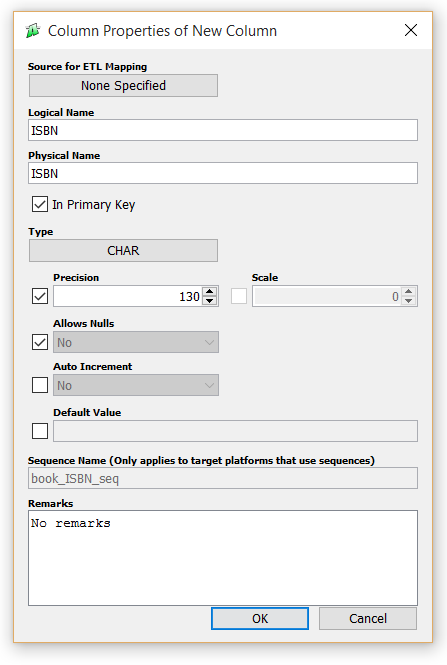 Column Properties of New Column
Source for ETL Mapping
None Specified
Logical Name
ISBN
Physical Name
ISBN
In Primary Key
Type
CHAR
Precision Scale
130 0
Allows Nulls
No
Auto Increment
No
Default Value
Sequence Name (Only applies to target platforms that use sequences)
book_ISBN_seq
Remarks
No remarks
OK Cancel